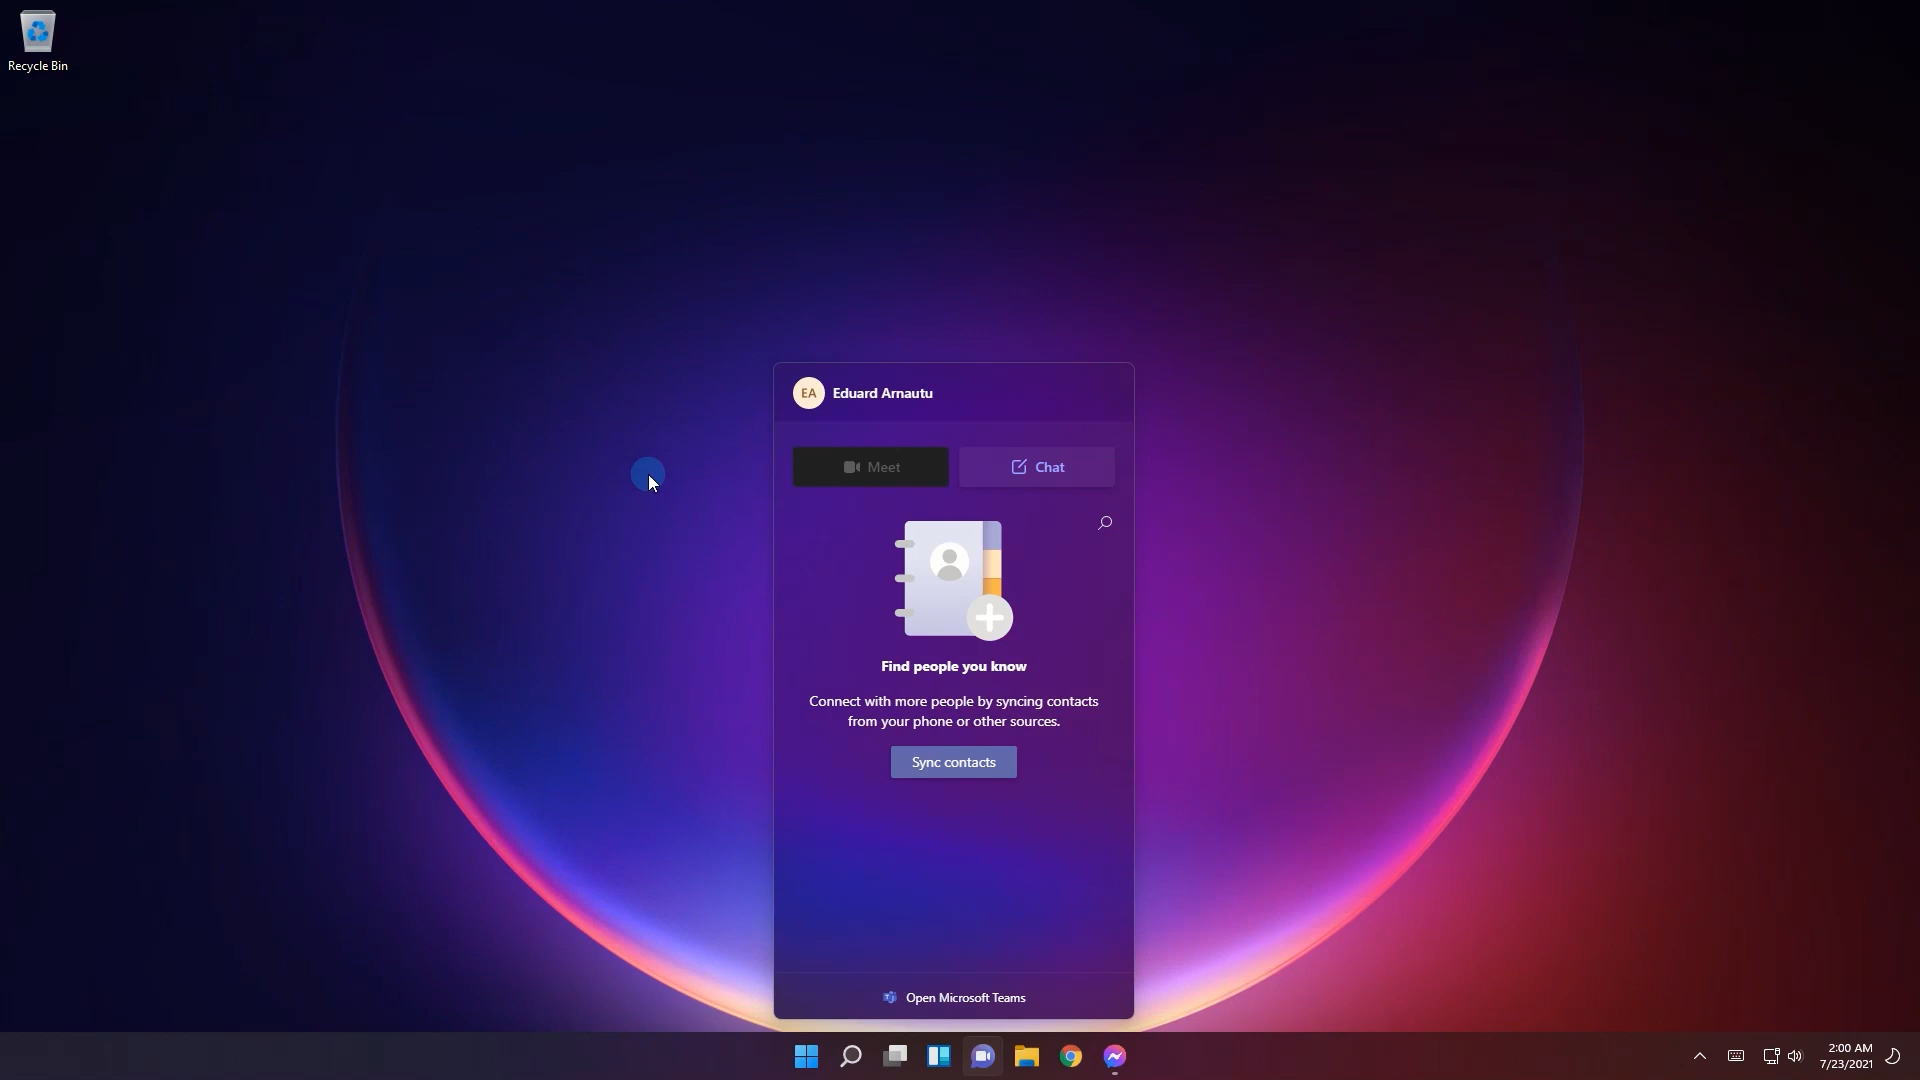 Recycle Bin
EA Eduard Arnautu
Meet Chat
Find people you know
Connect with more people by syncing contacts
from your phone or other sources.
Sync contacts
Open Microsoft Teams
2:00 AM
7/23/2021